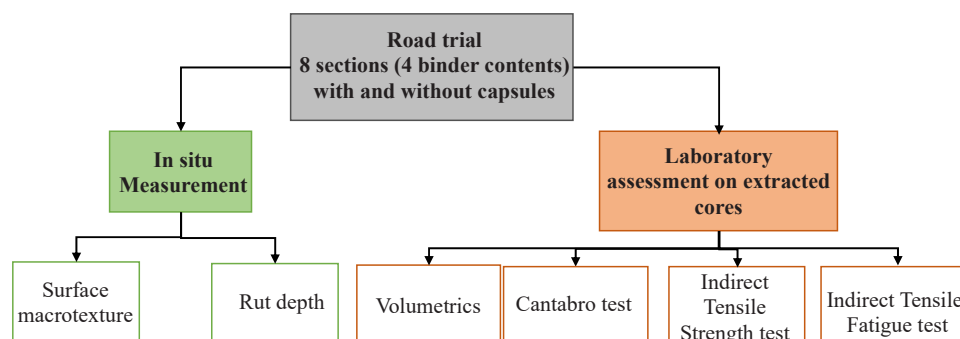 Road trial
8 sections (4 binder contents)
with and without capsules
In situ
Measurement
Laboratory
assessment on extracted
cores
Surface
macrotexture
Rut depth
Volumetrics
Cantabro test
Indirect
Tensile
Strength test
Indirect Tensile
Fatigue test